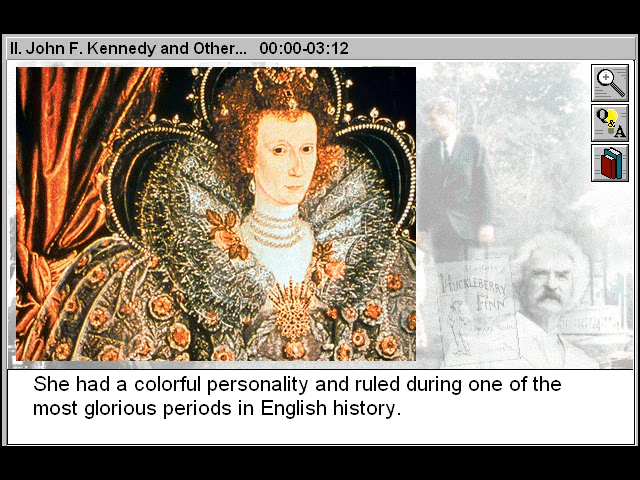 II. John F. Kennedy and Other... 00:00-03:12
Q
&
A
HUCKLEBERRY
FINN
She had a colorful personality and ruled during one of the
most glorious periods in English history.